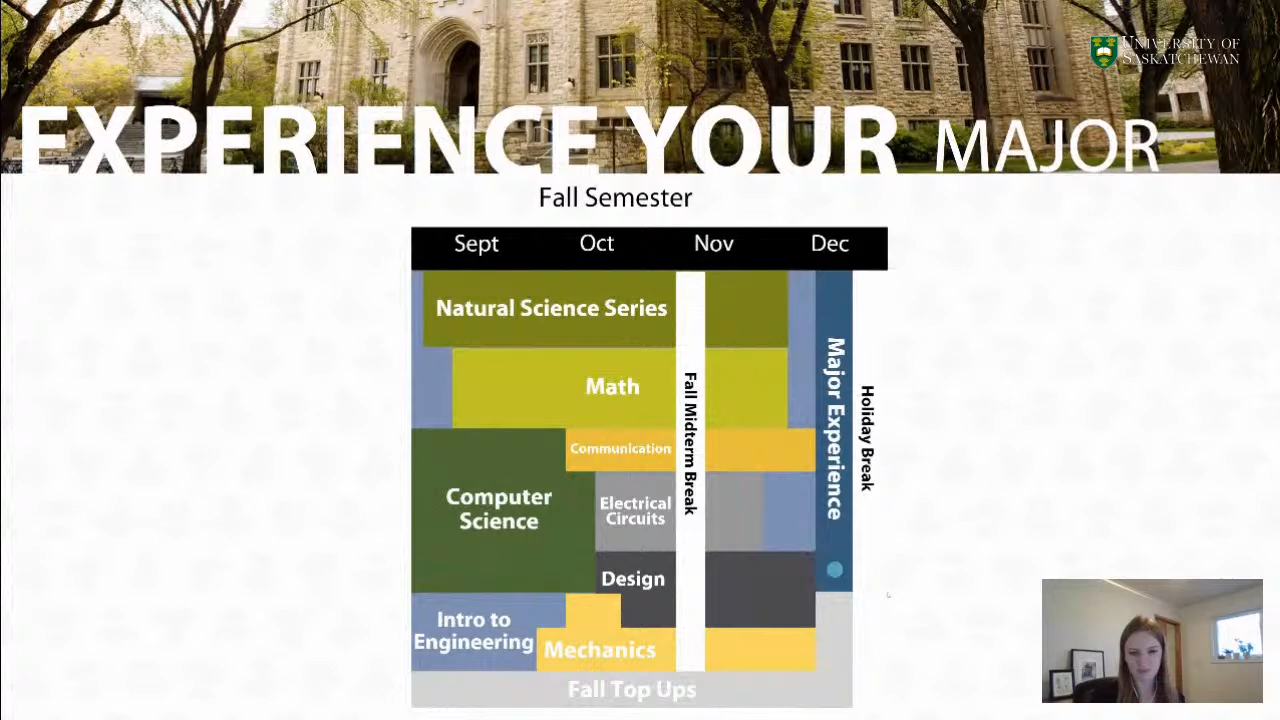 UNIVERSITY OF
SASKATCHEWAN
EXPERIENCE YOUR MAJOR
Fall Semester
Sept Oct Nov Dec
Natural Science Series
Math
Communication
Computer
Science
Electrical
Circuits
Design
Intro to
Engineering
Mechanics
Fall Midterm Break
Major Experience
Holiday Break
Fall Top Ups